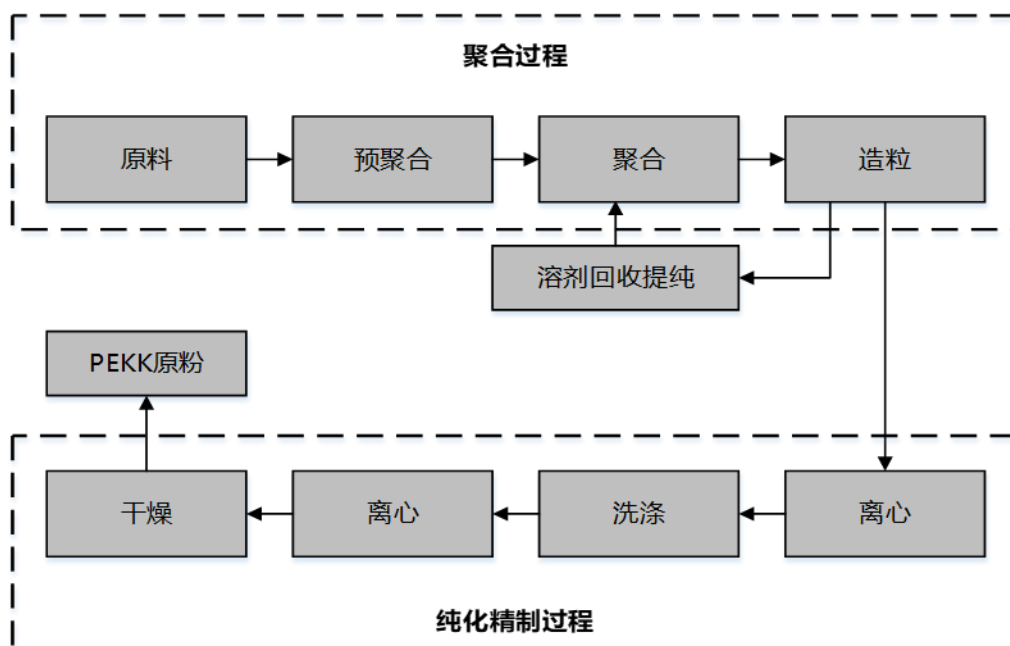 聚合过程
原料
预聚合
聚合
造粒
溶剂回收提纯
PEKK原粉
干燥
离心
洗涤
离心
纯化精制过程